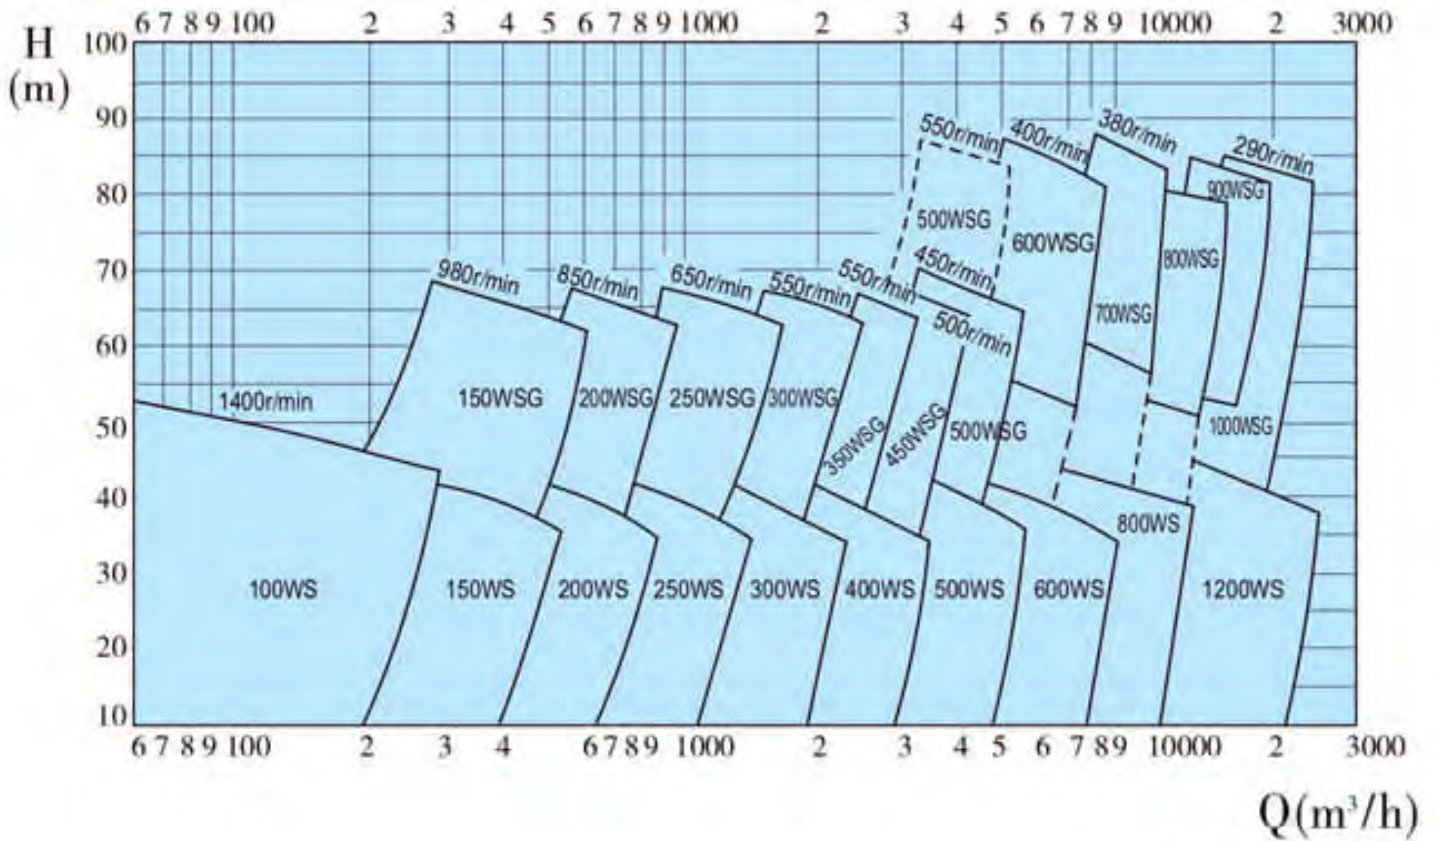 6 7 8 9 100 2 3 4 5 6 7 8 9 1000 2 3 4 5 6 7 8 9 10000 2 3000
H
(m)
100
90
80
70
60
50
40
30
20
10
550r/min
400r/min
380r/min
290r/min
900WSG
500WSG
600WSG
800WSG
450r/min
980r/min
850r/min
650r/min
550r/min
550r/min
700WSG
500r/min
1400r/min
150WSG
200WSG
250WSG
300WSG
350WSG
450WSG
500WSG
1000WSG
800WS
100WS
150WS
200WS
250WS
300WS
400WS
500WS
600WS
1200WS
6 7 8 9 100 2 3 4 6 7 8 9 1000 2 3 4 5 6 7 8 9 10000 2 3000
Q(m³/h)